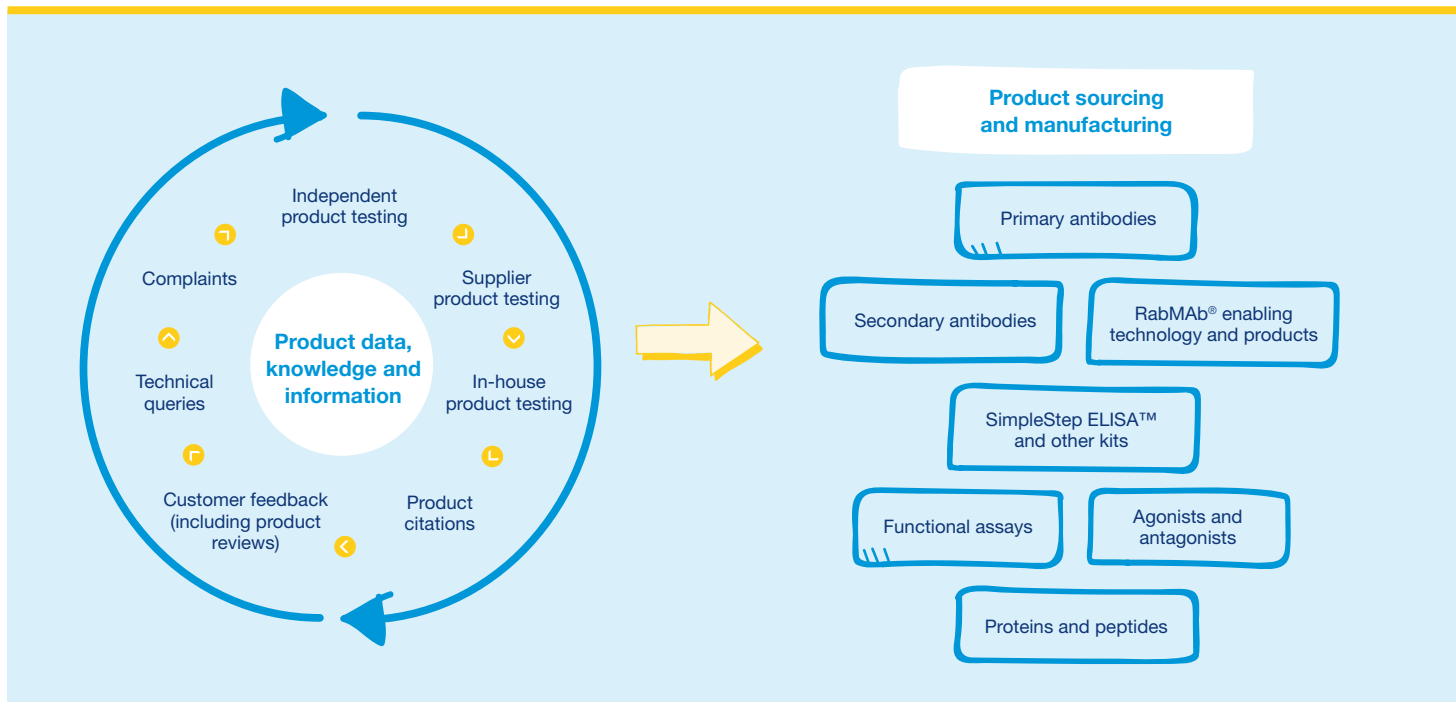 Independent
product testing
Supplier
product testing
In-house
product testing
Product
citations
Customer feedback
(including product
reviews)
Technical
queries
Complaints
Product data,
knowledge and
information
Product sourcing
and manufacturing
Primary antibodies
Secondary antibodies
RabMAb® enabling
technology and products
SimpleStep ELISA™
and other kits
Functional assays
Agonists and
antagonists
Proteins and peptides